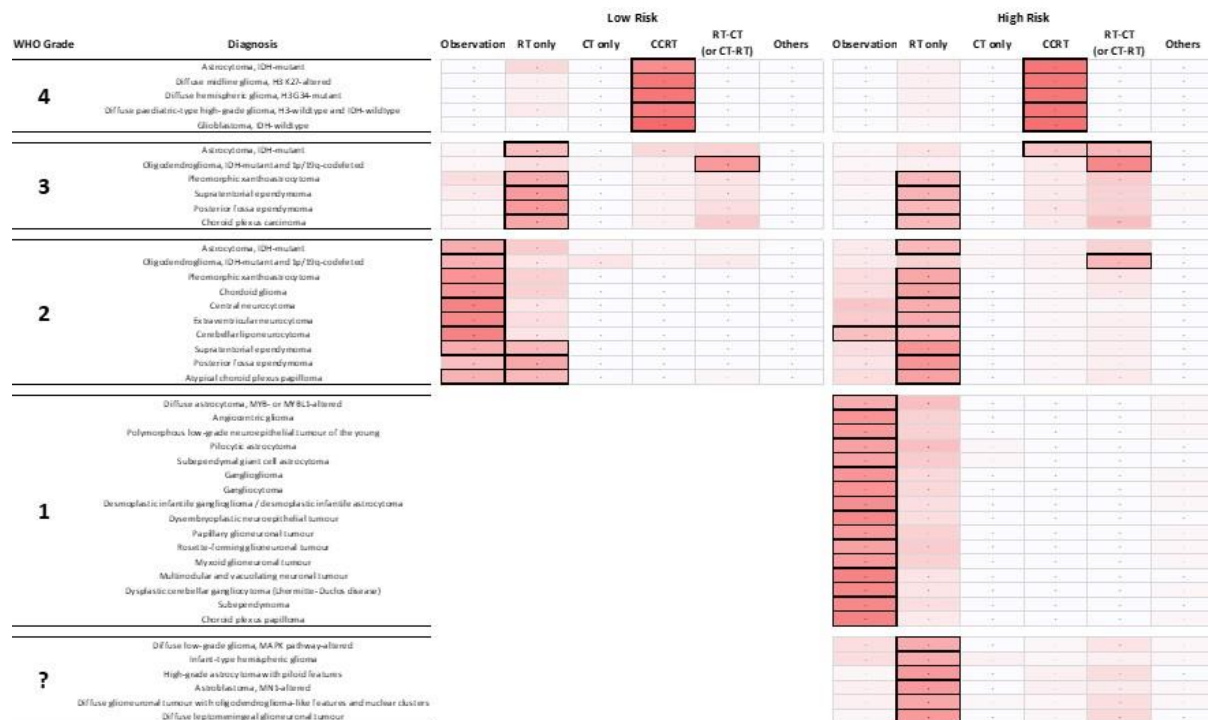 Low Risk High Risk
WHO Grade Diagnosis Observation RT only CT only CCRT RT-CT (or CT-RT) Others Observation RT only CT only CCRT RT-CT (or CT-RT) Others
4
Astrocytoma, IDH-mutant
Diffuse midline glioma, H3 K27-altered
Diffuse hemispheric glioma, H3 G34-mutant
Diffuse paediatric-type high-grade glioma, H3-wildtype and IDH-wildtype
Glioblastoma, IDH-wildtype
3
Astrocytoma, IDH-mutant
Oligodendroglioma, IDH-mutant and 1p/19q-codeleted
Pleomorphic xanthoastrocytoma
Supratentorial ependymoma
Posterior fossa ependymoma
Choroid plexus carcinoma
2
Astrocytoma, IDH-mutant
Oligodendroglioma, IDH-mutant and 1p/19q-codeleted
Pleomorphic xanthoastrocytoma
Chordoid glioma
Central neurocytoma
Extraventricular neurocytoma
Cerebellar liponeurocytoma
Supratentorial ependymoma
Posterior fossa ependymoma
Atypical choroid plexus papilloma
1
Diffuse astrocytoma, MYB- or MYBL1-altered
Angiocentric glioma
Polymorphous low-grade neuroepithelial tumour of the young
Pilocytic astrocytoma
Subependymal giant cell astrocytoma
Ganglioglioma
Gangliocytoma
Desmoplastic infantile ganglioglioma / desmoplastic infantile astrocytoma
Dysembryoplastic neuroepithelial tumour
Papillary glioneuronal tumour
Rosette-forming glioneuronal tumour
Myxoid glioneuronal tumour
Multinodular and vacuolating neuronal tumour
Dysplastic cerebellar gangliocytoma (Lhermitte-Duclos disease)
Subependymoma
Choroid plexus papilloma
?
Diffuse low-grade glioma, MAPK pathway-altered
Infant-type hemispheric glioma
High-grade astrocytoma with piloid features
Astroblastoma, MN1-altered
Diffuse glioneuronal tumour with oligodendroglioma-like features and nuclear clusters
Diffuse leptomeningeal glioneuronal tumour